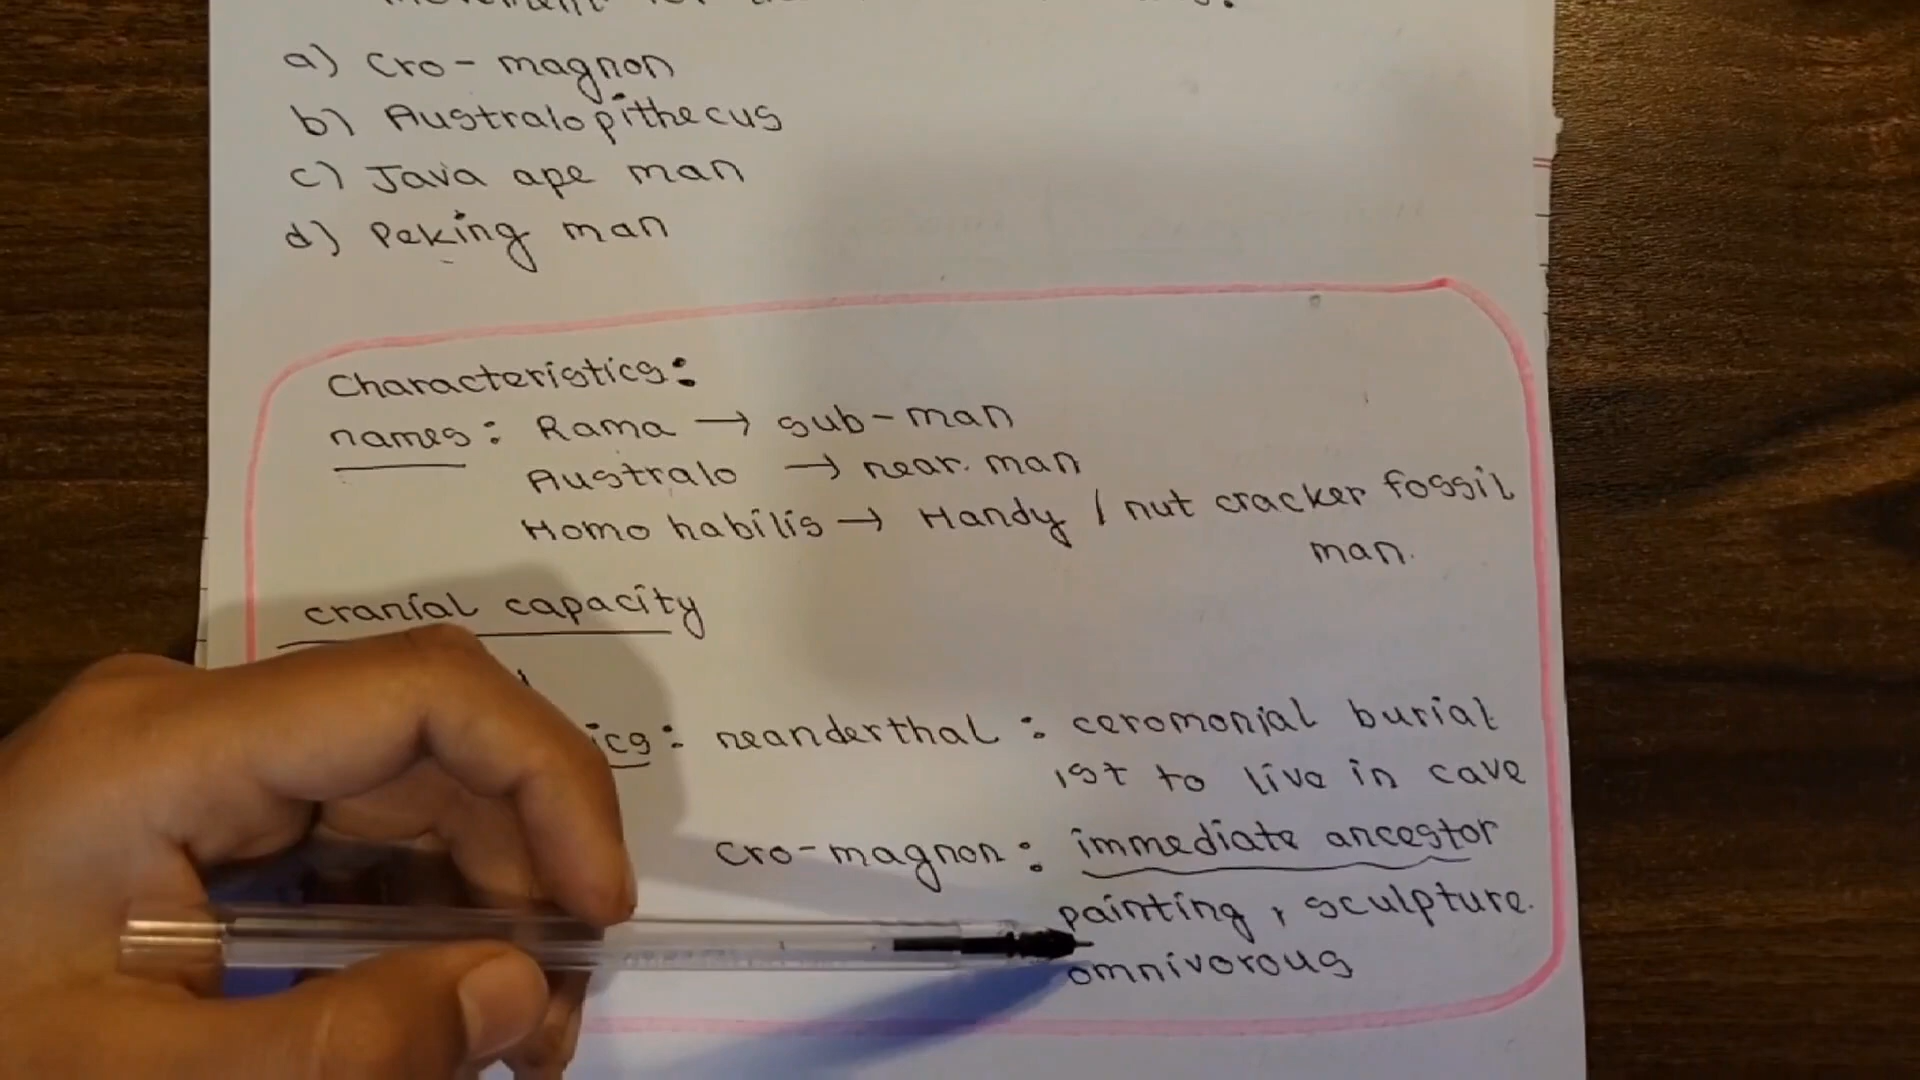 a) cro-magnon
b) Australopithecus
c) Java ape man
d) Peking man
Characteristics:
names: Rama → sub-man
Australo → near man
Homo habilis → Handy / nut cracker fossil
man.
cranial capacity
ics: neanderthal : ceromonial burial
1st to live in cave
cro-magnon: immediate ancestor
painting, sculpture.
omnivorous